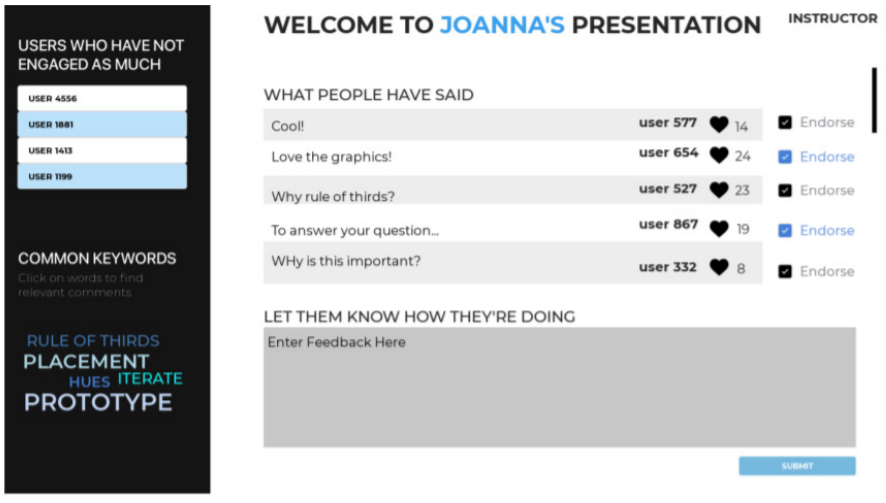 USERS WHO HAVE NOT
ENGAGED AS MUCH
USER 4556
USER 1881
USER 1413
USER 1199
COMMON KEYWORDS
Click on words to find
relevant comments
RULE OF THIRDS
PLACEMENT
HUES ITERATE
PROTOTYPE
WELCOME TO JOANNA'S PRESENTATION
INSTRUCTOR
WHAT PEOPLE HAVE SAID
Cool! user 577 14 Endorse
Love the graphics! user 654 24 Endorse
Why rule of thirds? user 527 23 Endorse
To answer your question... user 867 19 Endorse
WHy is this important? user 332 8 Endorse
LET THEM KNOW HOW THEY'RE DOING
Enter Feedback Here
SUBMIT